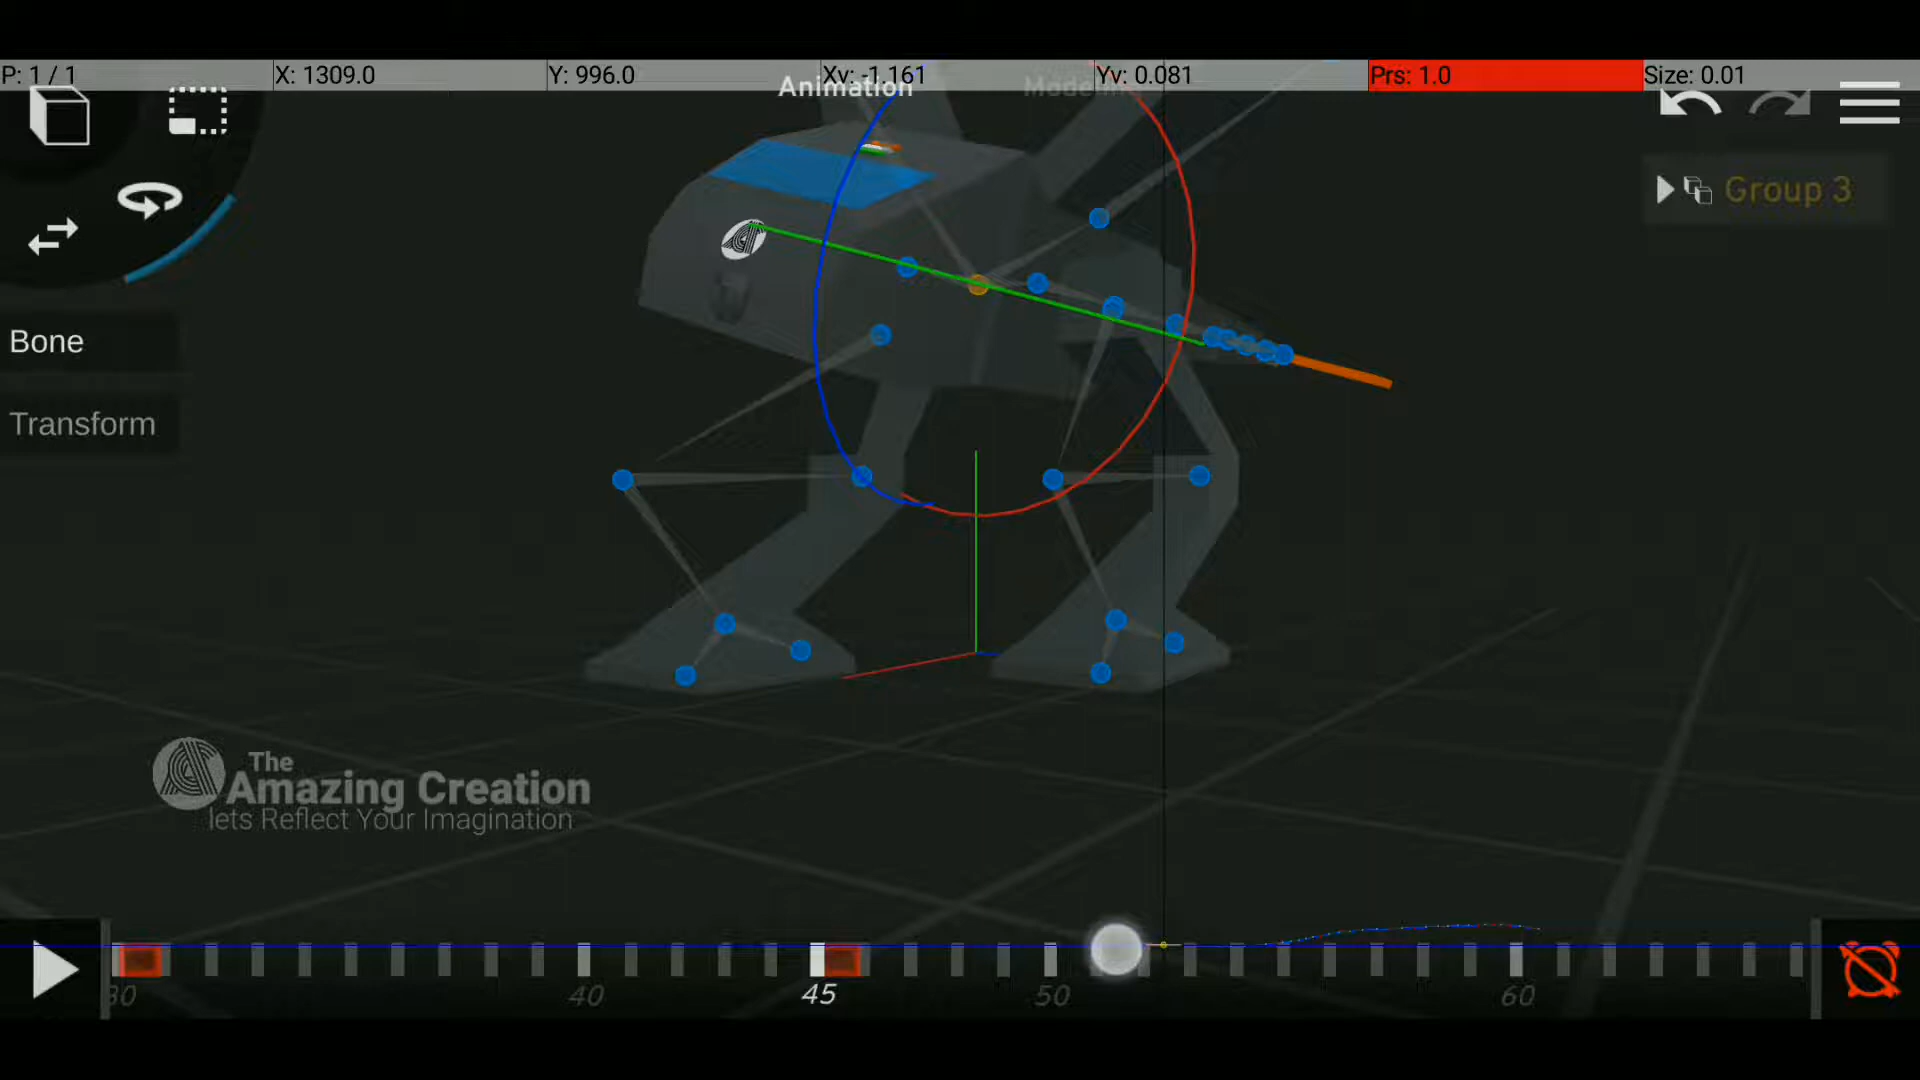 P: 1 / 1
X: 1309.0
Y: 996.0
Xv: -1.161
Yv: 0.081
Prs: 1.0
Size: 0.01
Animation
Group 3
Bone
Transform
The
Amazing Creation
lets Reflect Your Imagination
30
40
45
50
60